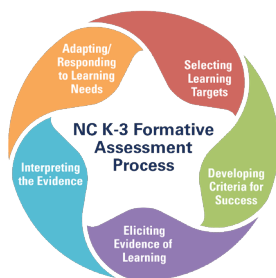 NC K-3 Formative
Assessment
Process
Selecting
Learning
Targets
Developing
Criteria for
Success
Eliciting
Evidence of
Learning
Interpreting
the Evidence
Adapting/
Responding
to Learning
Needs